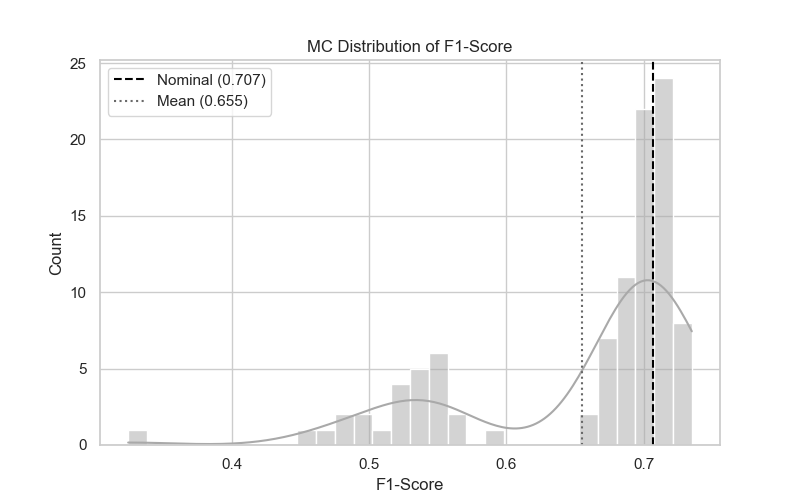 MC Distribution of F1-Score
Nominal (0.707)
Mean (0.655)
25
20
15
10
5
0
Count
0.4 0.5 0.6 0.7
F1-Score